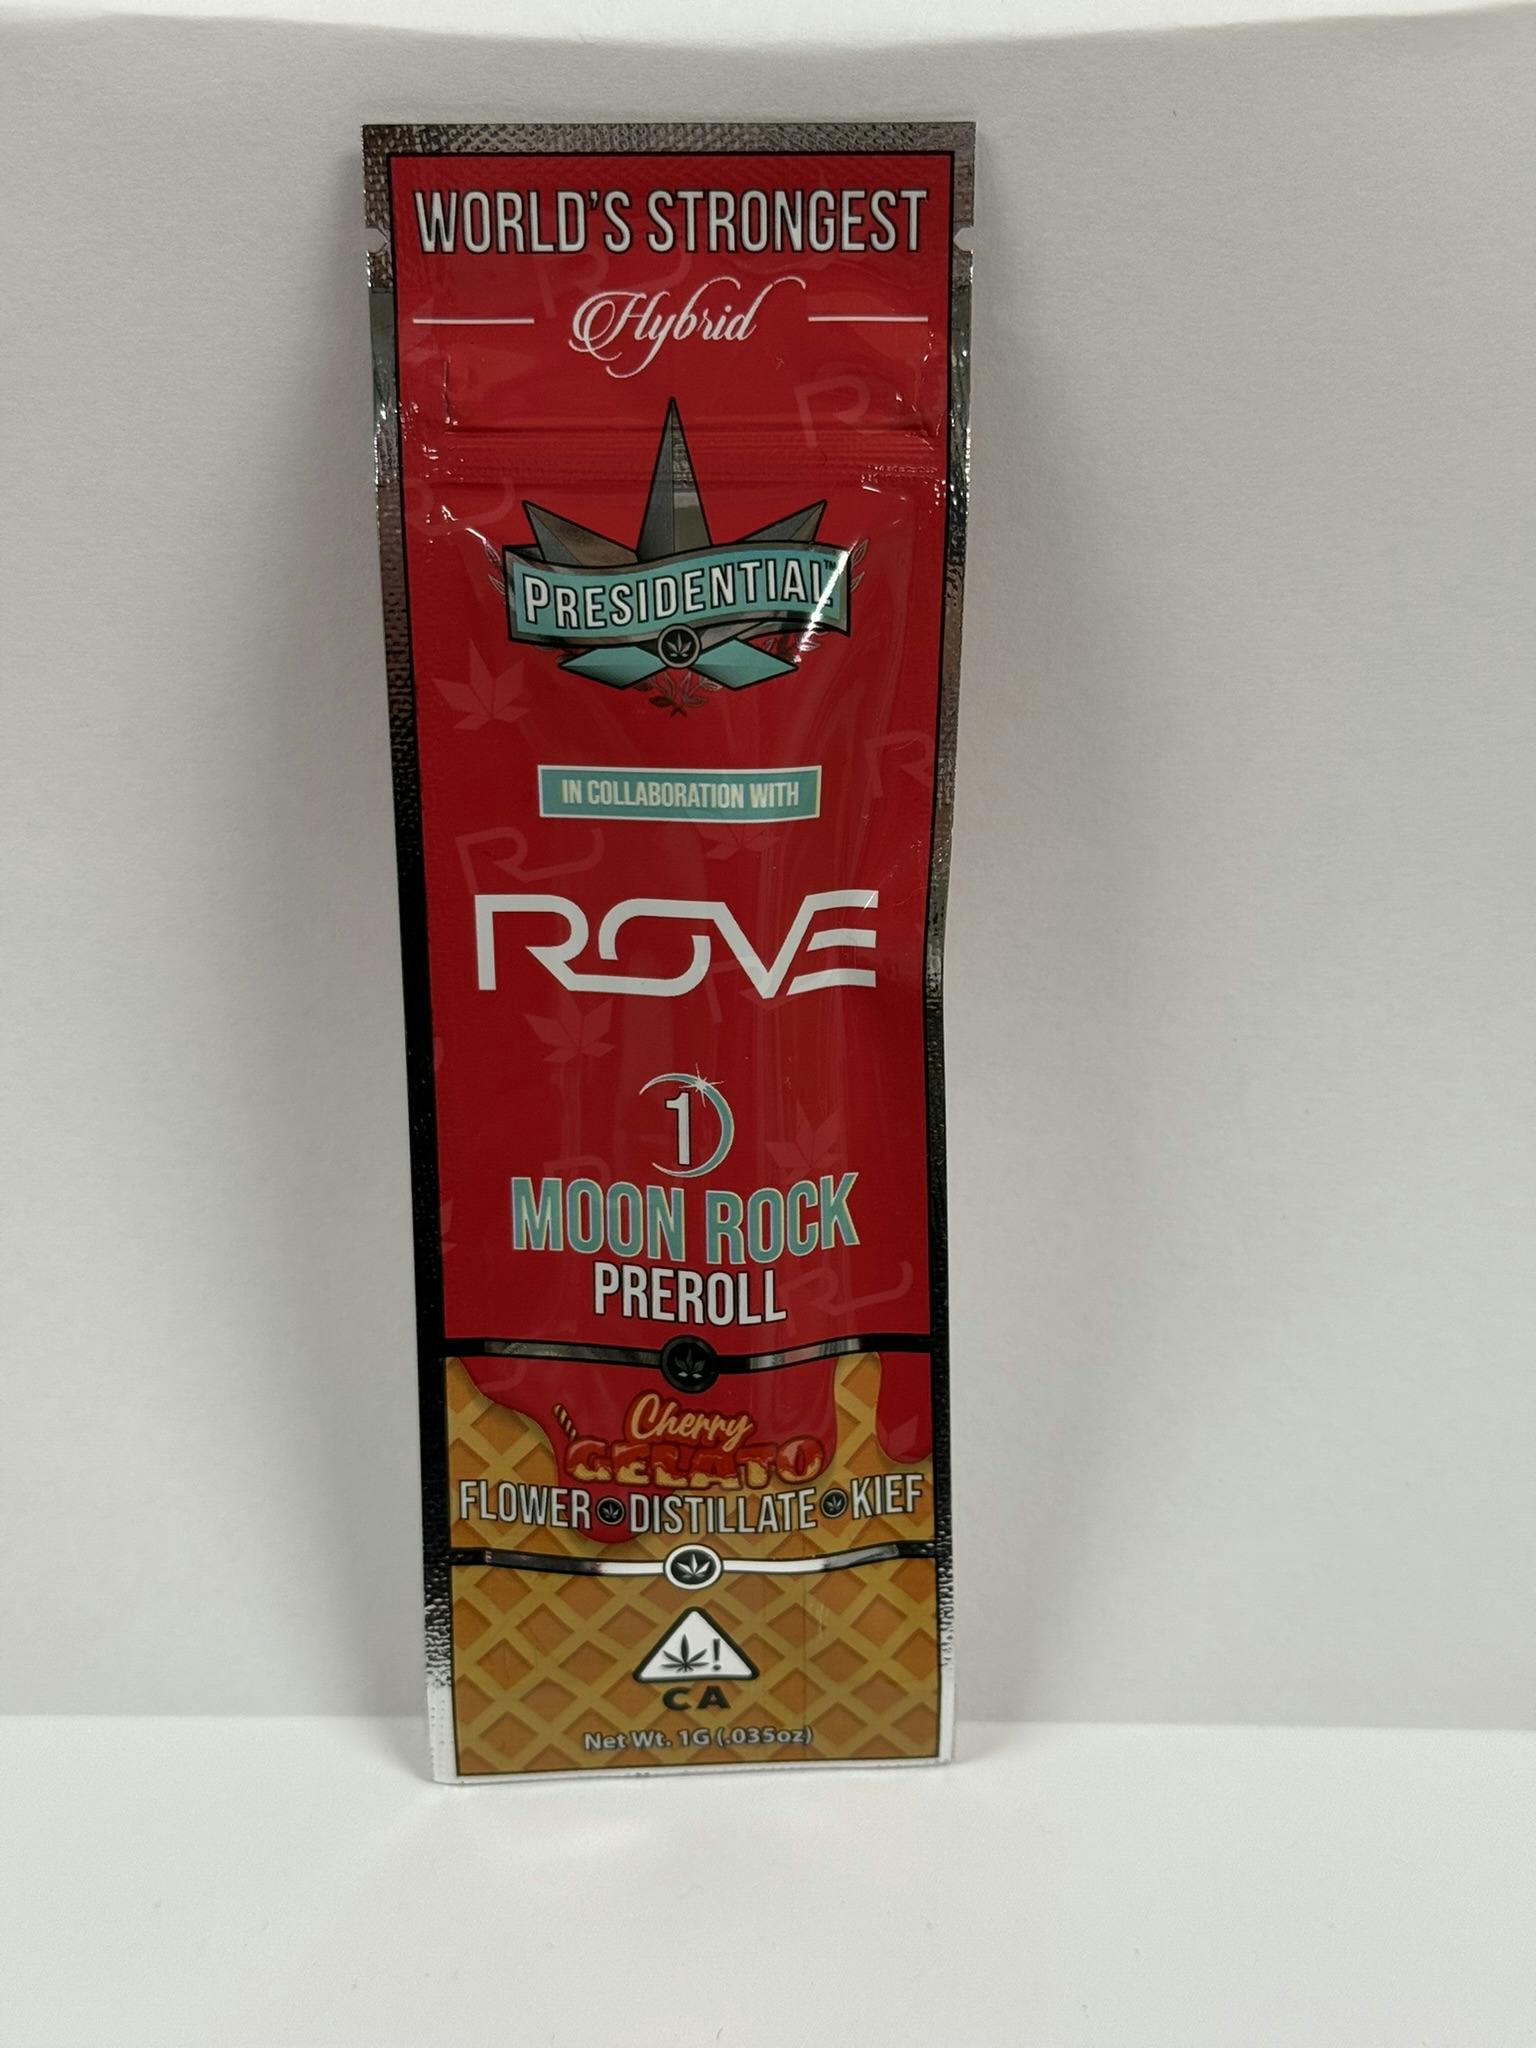 WORLD'S STRONGEST
Hybrid
PRESIDENTIAL™
IN COLLABORATION WITH
ROVE
1
MOON ROCK
PREROLL
Cherry
GELATO
FLOWER DISTILLATE KIEF
!
CA
Net Wt. 1G (.035oz)